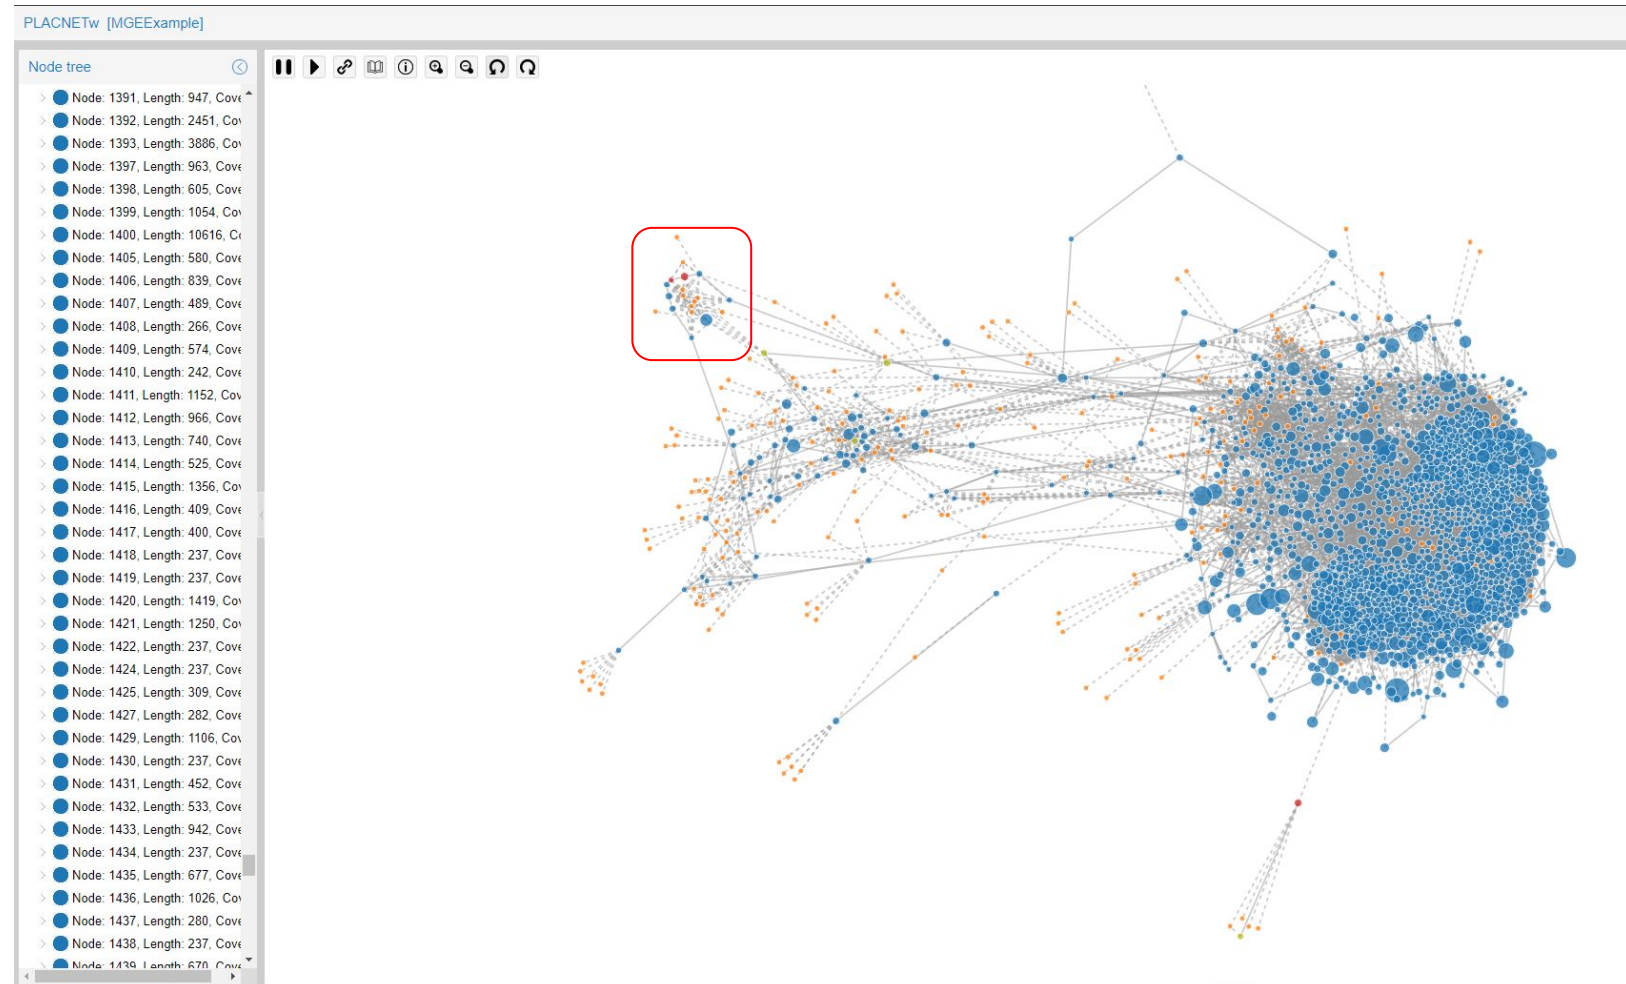 PLACNETw [MGEExample]
Node tree
Node: 1391, Length: 947, Cove
Node: 1392, Length: 2451, Cov
Node: 1393, Length: 3886, Cov
Node: 1397, Length: 963, Cove
Node: 1398, Length: 605, Cove
Node: 1399, Length: 1054, Cov
Node: 1400, Length: 10616, Co
Node: 1405, Length: 580, Cove
Node: 1406, Length: 839, Cove
Node: 1407, Length: 489, Cove
Node: 1408, Length: 266, Cove
Node: 1409, Length: 574, Cove
Node: 1410, Length: 242, Cove
Node: 1411, Length: 1152, Cov
Node: 1412, Length: 966, Cove
Node: 1413, Length: 740, Cove
Node: 1414, Length: 525, Cove
Node: 1415, Length: 1356, Cov
Node: 1416, Length: 409, Cove
Node: 1417, Length: 400, Cove
Node: 1418, Length: 237, Cove
Node: 1419, Length: 237, Cove
Node: 1420, Length: 1419, Cov
Node: 1421, Length: 1250, Cov
Node: 1422, Length: 237, Cove
Node: 1424, Length: 237, Cove
Node: 1425, Length: 309, Cove
Node: 1427, Length: 282, Cove
Node: 1429, Length: 1106, Cov
Node: 1430, Length: 237, Cove
Node: 1431, Length: 452, Cove
Node: 1432, Length: 533, Cove
Node: 1433, Length: 942, Cove
Node: 1434, Length: 237, Cove
Node: 1435, Length: 677, Cove
Node: 1436, Length: 1026, Cov
Node: 1437, Length: 280, Cove
Node: 1438, Length: 237, Cove
Node: 1439, Length: 670, Cove